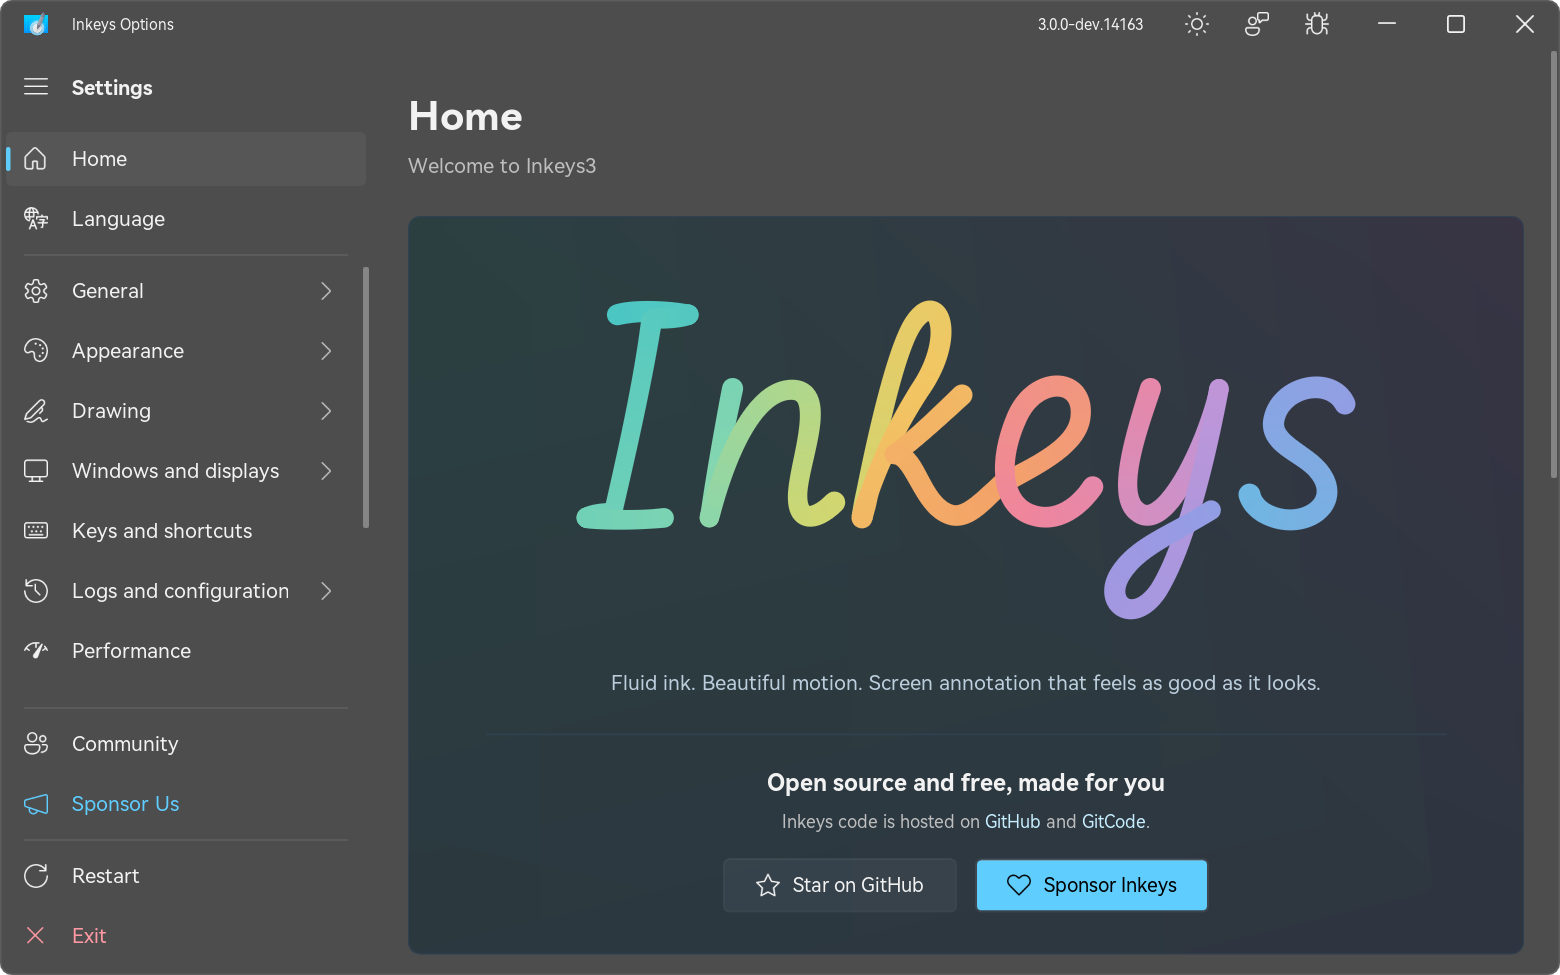 Inkeys Options
3.0.0-dev.14163
Settings
Home
Language
General
Appearance
Drawing
Windows and displays
Keys and shortcuts
Logs and configuration
Performance
Community
Sponsor Us
Restart
Exit
Home
Welcome to Inkeys3
Inkeys
Fluid ink. Beautiful motion. Screen annotation that feels as good as it looks.
Open source and free, made for you
Inkeys code is hosted on GitHub and GitCode.
Star on GitHub
Sponsor Inkeys